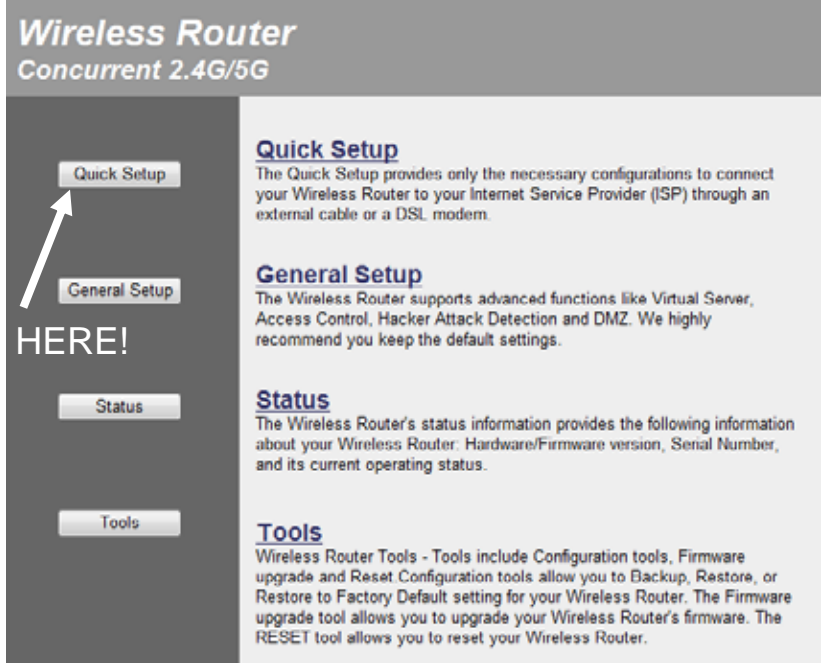 Wireless Router
Concurrent 2.4G/5G
Quick Setup
Quick Setup
The Quick Setup provides only the necessary configurations to connect
your Wireless Router to your Internet Service Provider (ISP) through an
external cable or a DSL modem.
General Setup
General Setup
The Wireless Router supports advanced functions like Virtual Server,
Access Control, Hacker Attack Detection and DMZ. We highly
recommend you keep the default settings.
HERE!
Status
Status
The Wireless Router's status information provides the following information
about your Wireless Router: Hardware/Firmware version, Serial Number,
and its current operating status.
Tools
Tools
Wireless Router Tools - Tools include Configuration tools, Firmware
upgrade and Reset.Configuration tools allow you to Backup, Restore, or
Restore to Factory Default setting for your Wireless Router. The Firmware
upgrade tool allows you to upgrade your Wireless Router's firmware. The
RESET tool allows you to reset your Wireless Router.